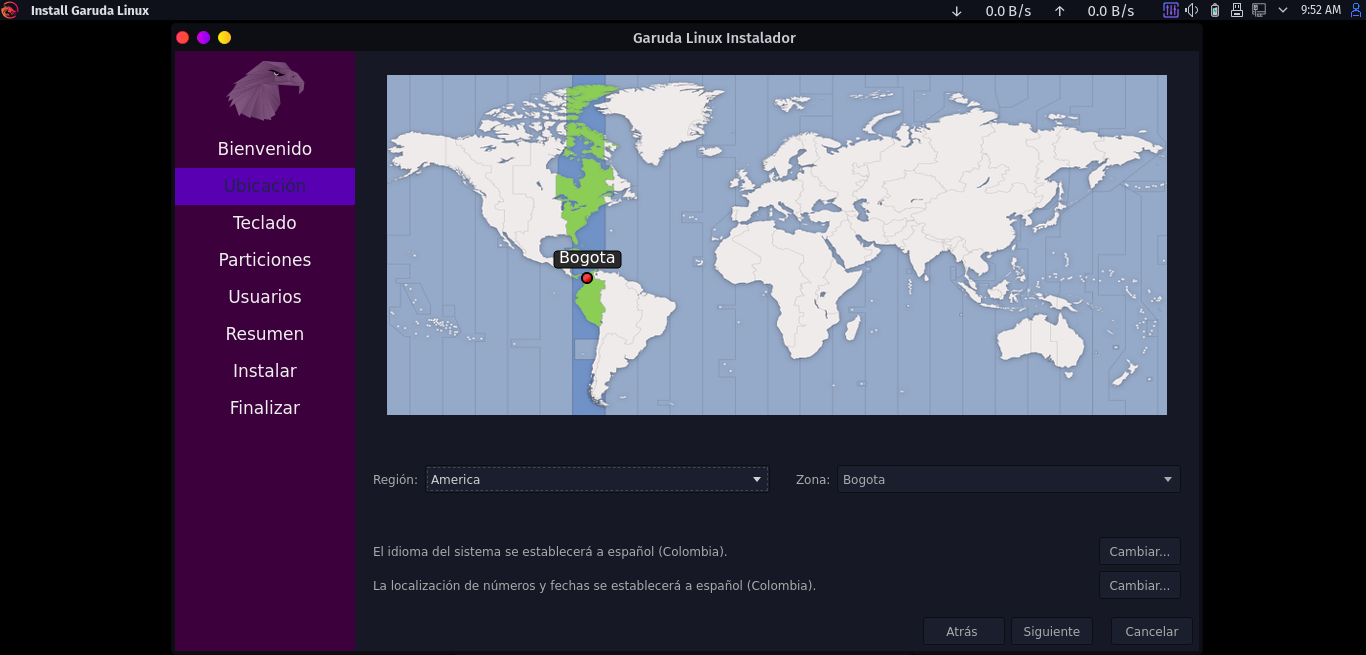 Install Garuda Linux
0.0 B/s
0.0 B/s
9:52 AM
Garuda Linux Instalador
Bienvenido
Ubicación
Teclado
Particiones
Usuarios
Resumen
Instalar
Finalizar
Bogota
Región: America
Zona: Bogota
El idioma del sistema se establecerá a español (Colombia).
Cambiar...
La localización de números y fechas se establecerá a español (Colombia).
Cambiar...
Atrás
Siguiente
Cancelar